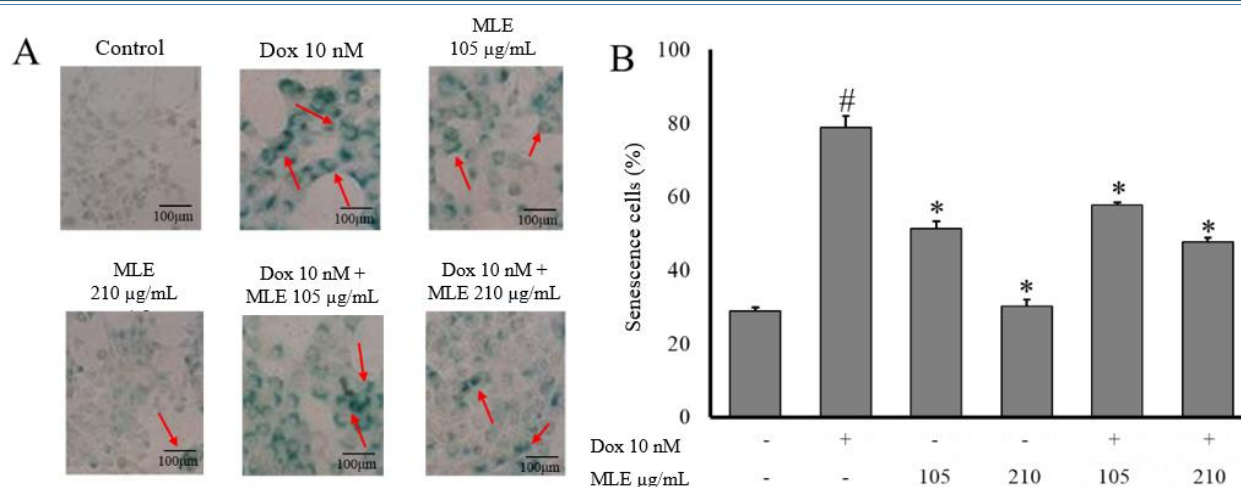 A
Control
Dox 10 nM
MLE
105 µg/mL
100µm
100µm
100µm
MLE
210 µg/mL
Dox 10 nM +
MLE 105 µg/mL
Dox 10 nM +
MLE 210 µg/mL
100µm
100µm
100µm
B
Senescence cells (%)
100
80
60
40
20
0
#
*
*
*
*
Dox 10 nM - + - - + +
MLE µg/mL - - 105 210 105 210